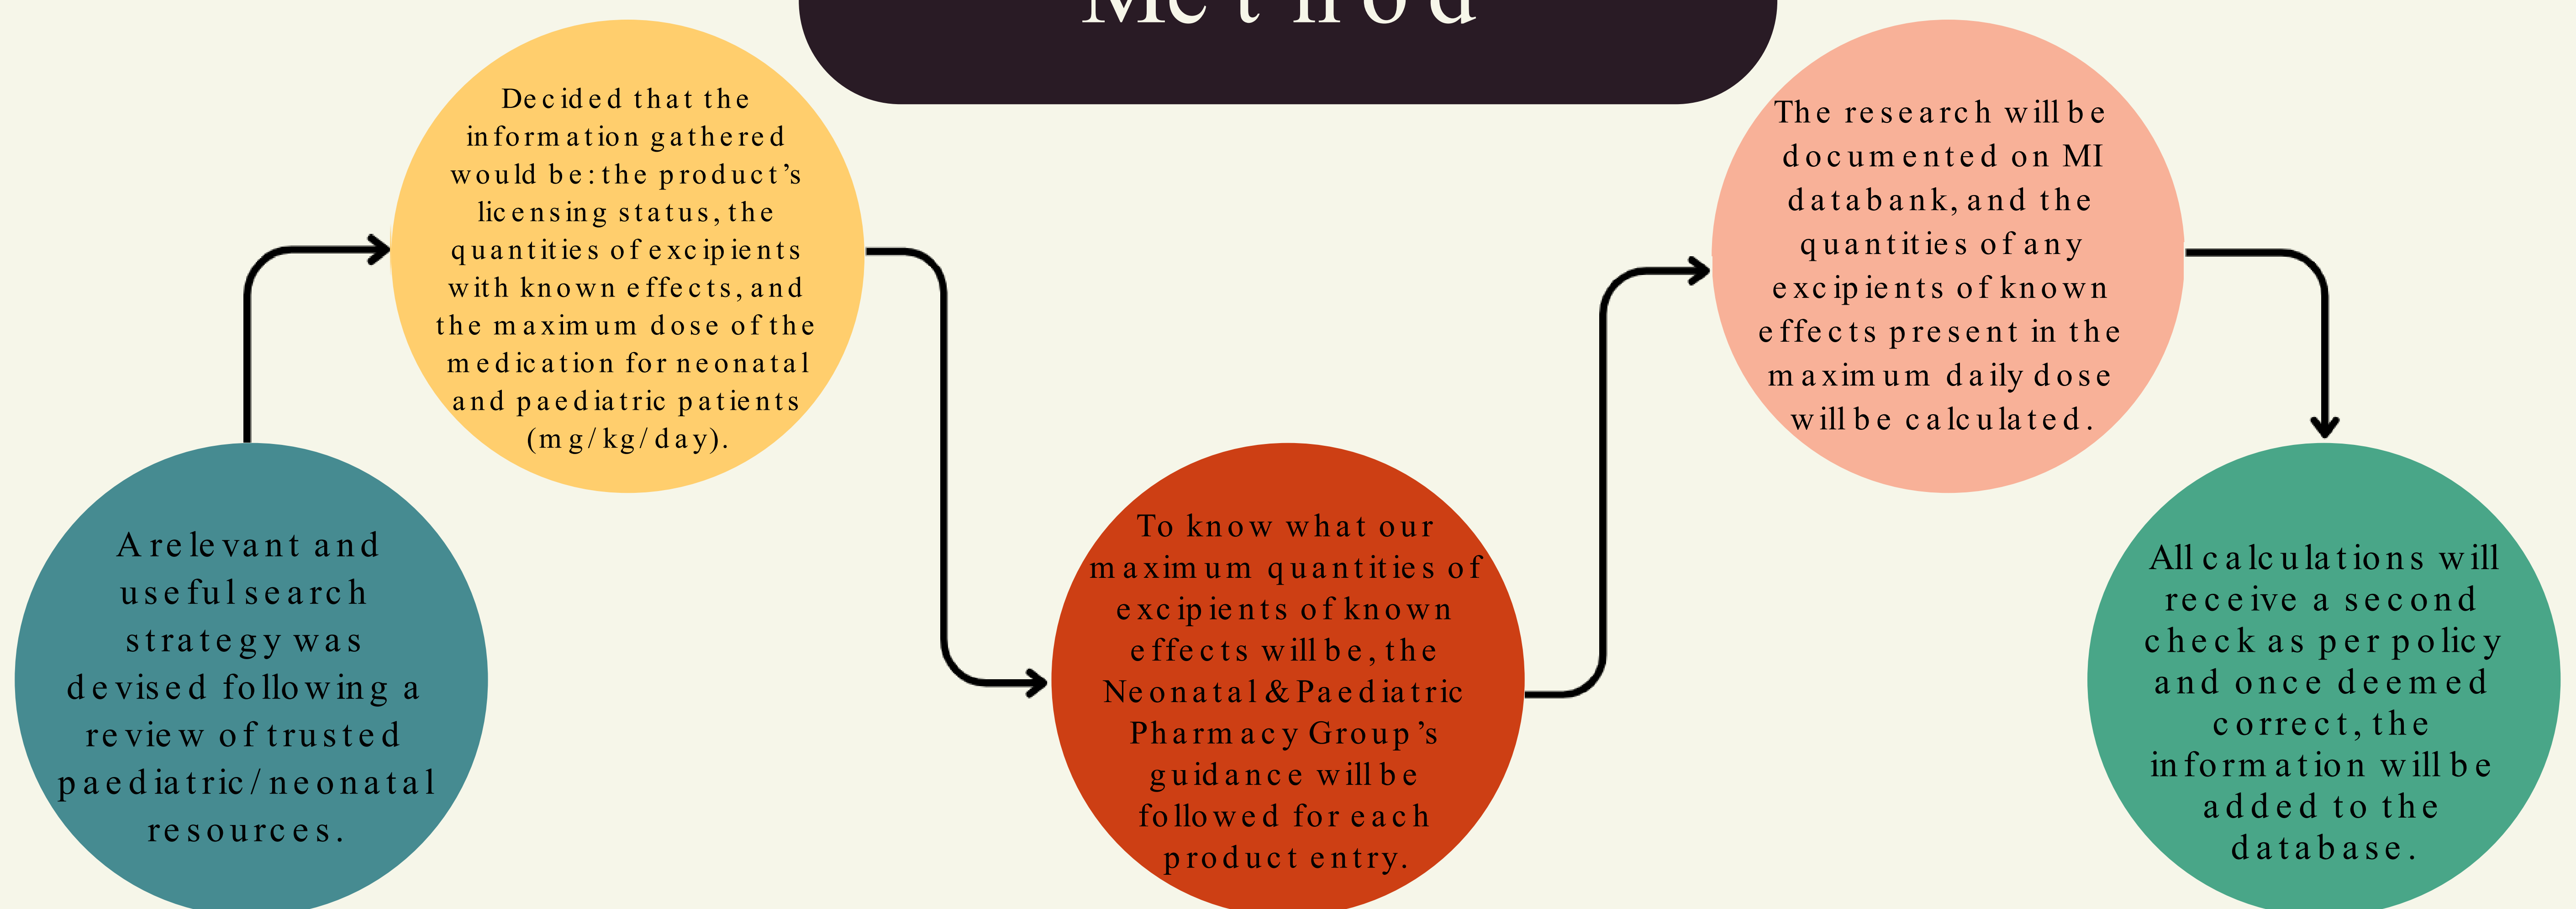 Method
A relevant and
useful search
strategy was
devised following a
review of trusted
paediatric/neonatal
resources.
Decided that the
information gathered
would be: the product’s
licensing status, the
quantities of excipients
with known effects, and
the maximum dose of the
medication for neonatal
and paediatric patients
(mg/kg/day).
To know what our
maximum quantities of
excipients of known
effects will be, the
Neonatal & Paediatric
Pharmacy Group’s
guidance will be
followed for each
product entry.
The research will be
documented on MI
databank, and the
quantities of any
excipients of known
effects present in the
maximum daily dose
will be calculated.
All calculations will
receive a second
check as per policy
and once deemed
correct, the
information will be
added to the
database.